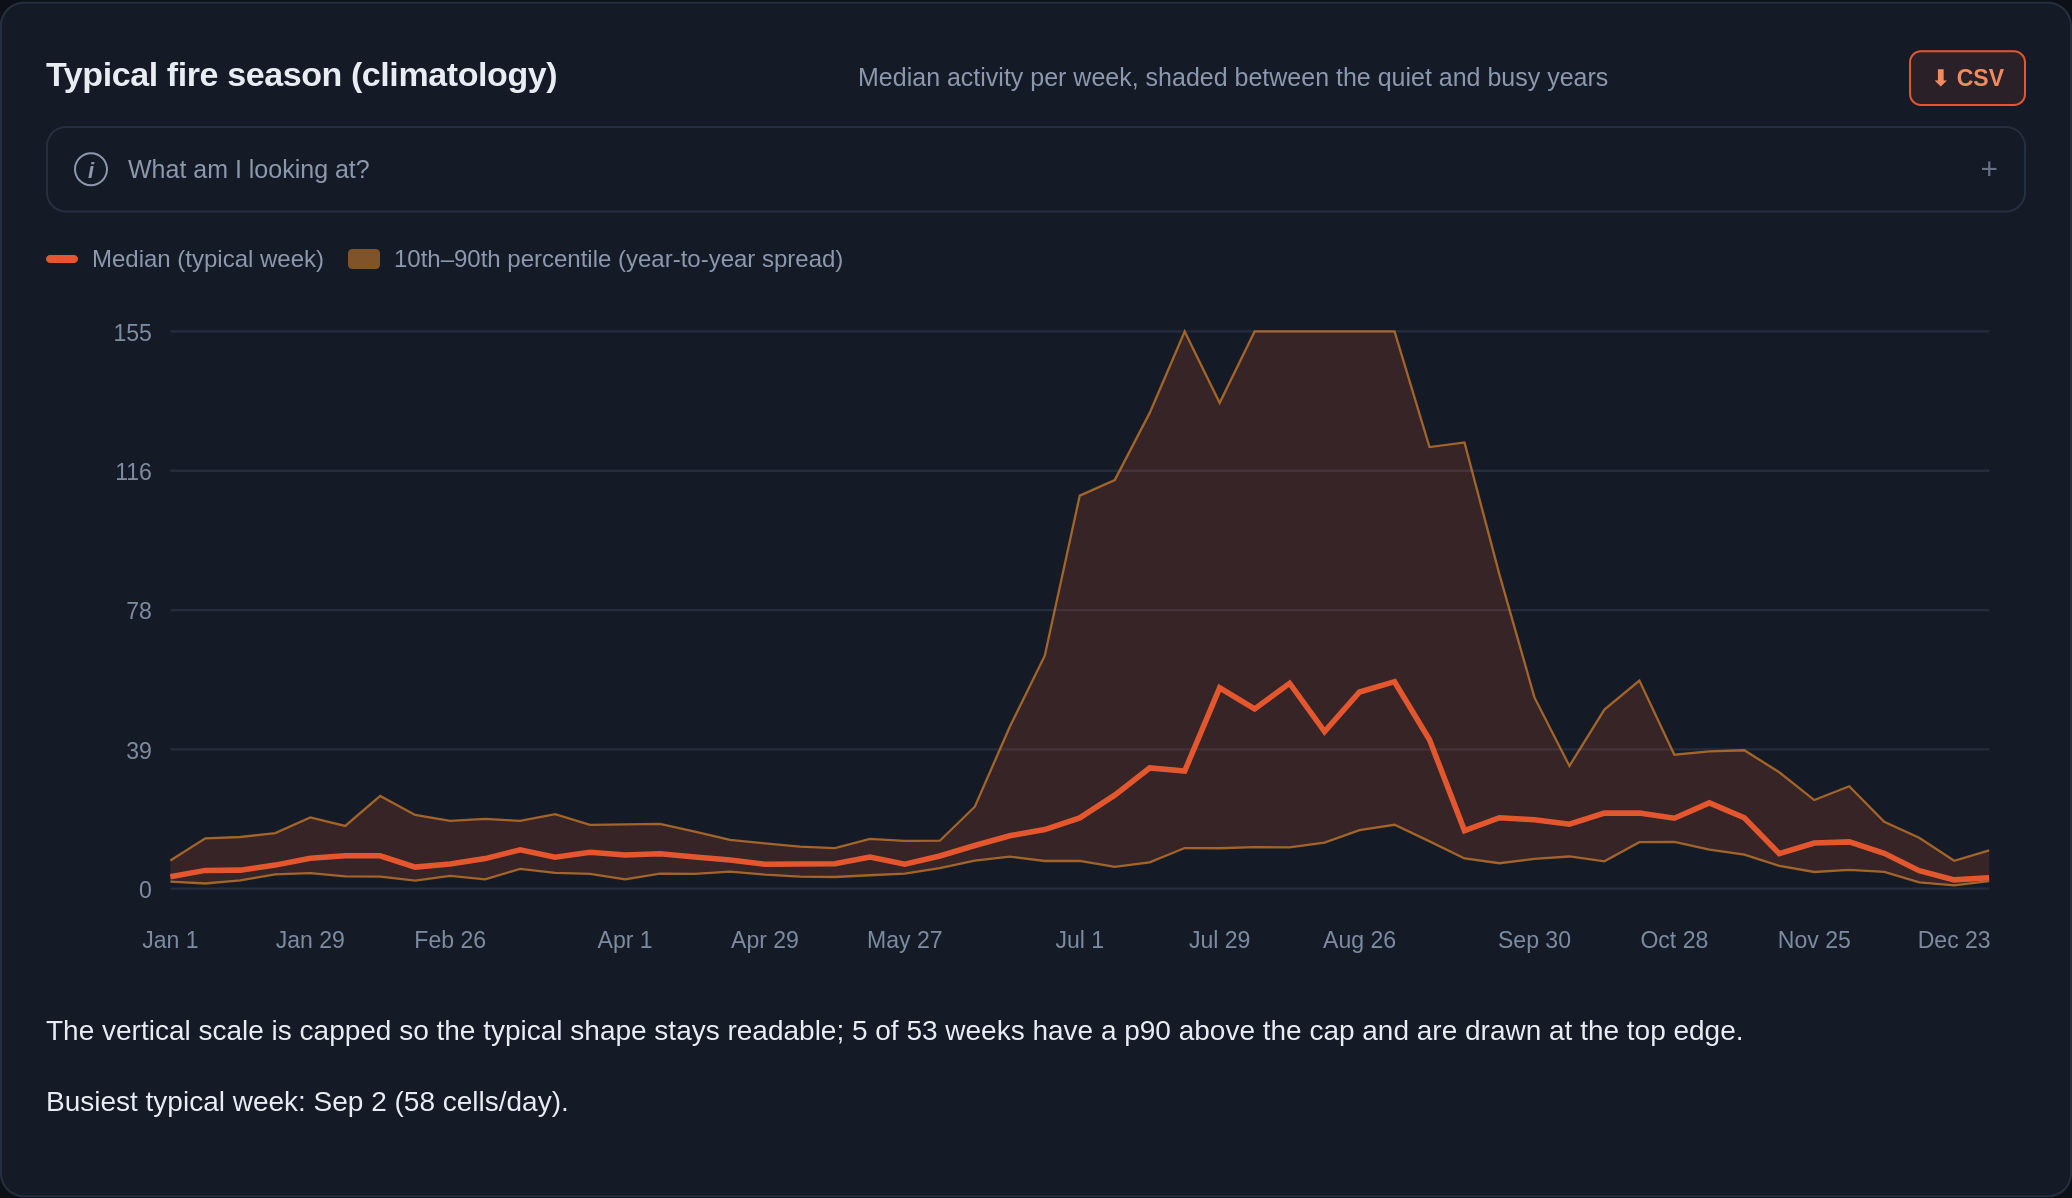 Typical fire season (climatology)
Median activity per week, shaded between the quiet and busy years
⬇ CSV
i What am I looking at? +
Median (typical week) 10th–90th percentile (year-to-year spread)
155
116
78
39
0
Jan 1 Jan 29 Feb 26 Apr 1 Apr 29 May 27 Jul 1 Jul 29 Aug 26 Sep 30 Oct 28 Nov 25 Dec 23
The vertical scale is capped so the typical shape stays readable; 5 of 53 weeks have a p90 above the cap and are drawn at the top edge.
Busiest typical week: Sep 2 (58 cells/day).